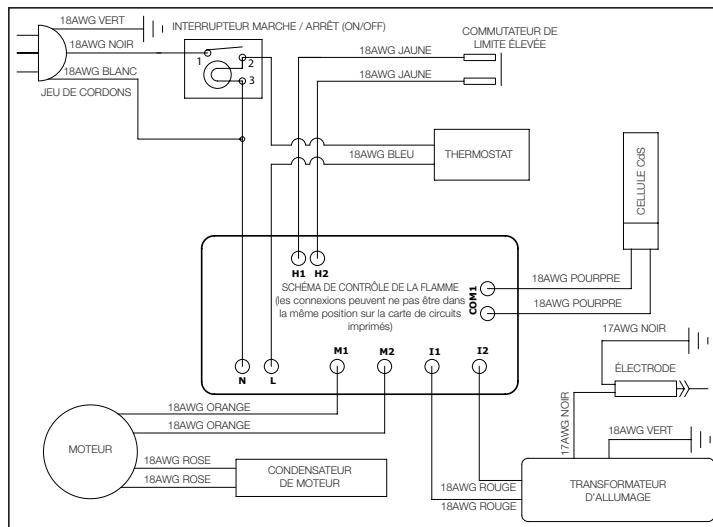 18AWG VERT
INTERRUPTEUR MARCHE / ARRÊT (ON/OFF)
COMMUTATEUR DE
LIMITE ÉLEVÉE
18AWG NOIR
18AWG JAUNE
1
2
3
18AWG BLANC
18AWG JAUNE
JEU DE CORDONS
18AWG BLEU
THERMOSTAT
CELLULE CdS
H1
H2
SCHÉMA DE CONTRÔLE DE LA FLAMME
(les connexions peuvent ne pas être dans
la même position sur la carte de circuits
imprimés)
COM1
18AWG POURPRE
18AWG POURPRE
N
L
M1
M2
I1
I2
17AWG NOIR
ÉLECTRODE
17AWG NOIR
18AWG VERT
18AWG ORANGE
18AWG ORANGE
MOTEUR
18AWG ROSE
18AWG ROSE
CONDENSATEUR
DE MOTEUR
18AWG ROUGE
18AWG ROUGE
TRANSFORMATEUR
D'ALLUMAGE